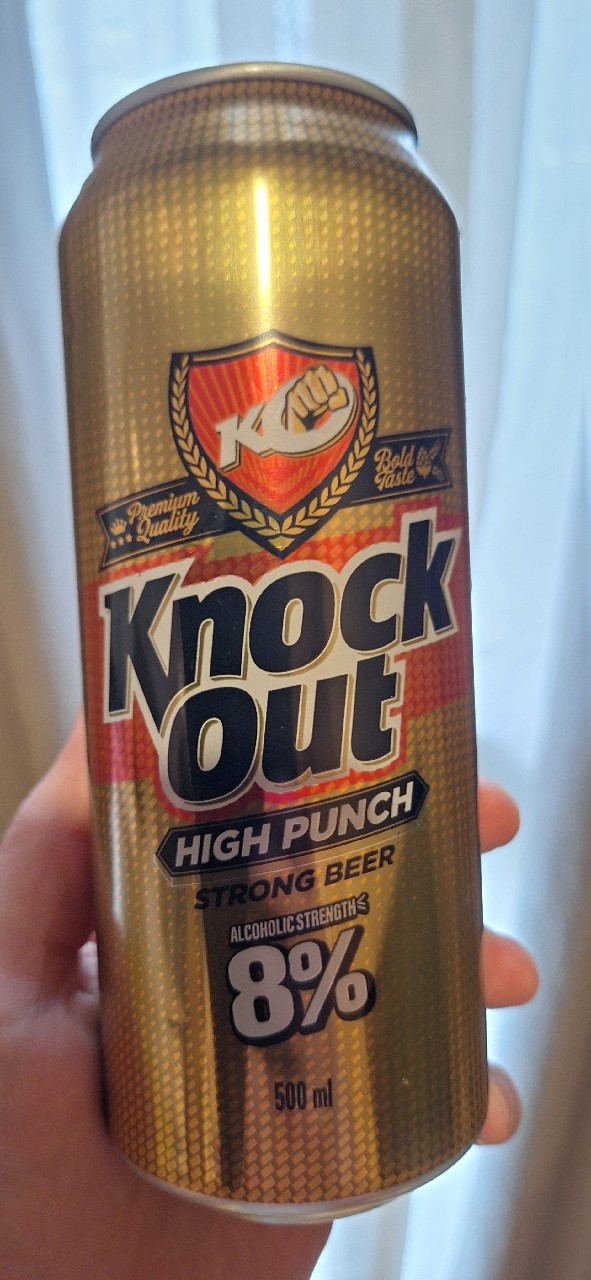 KO
Premium
Quality
Bold
Taste
Knock
out
HIGH PUNCH
STRONG BEER
ALCOHOLIC STRENGTH
8%
500 ml